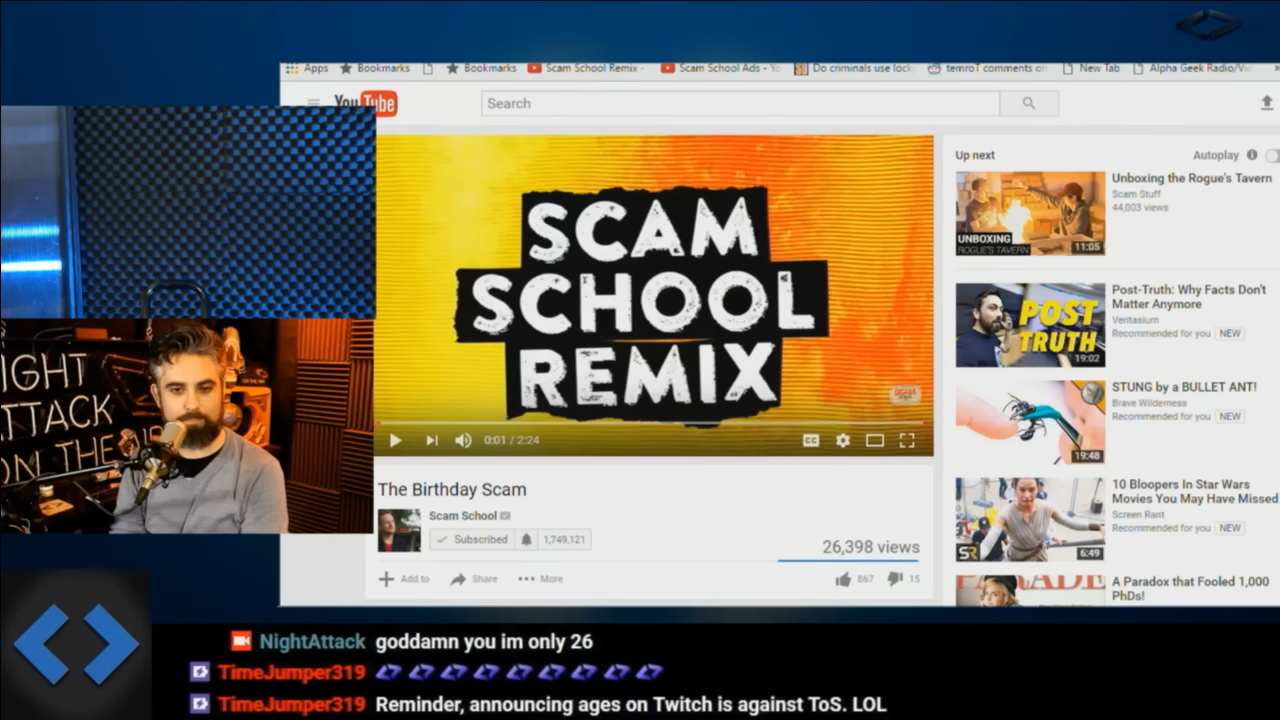 Apps Bookmarks Bookmarks Scam School Remix - Scam School Ads - Yo Do criminals use lock temroT comments on New Tab Alpha Geek Radio/Vi
YouTube
Search
Up next
Autoplay
SCAM
SCHOOL
REMIX
0:01 / 2:24
CC
Unboxing the Rogue's Tavern
Scam Stuff
44,003 views
UNBOXING
ROGUE'S TAVERN
11:05
Post-Truth: Why Facts Don't
Matter Anymore
Veritasium
Recommended for you NEW
POST
TRUTH
19:02
STUNG by a BULLET ANT!
Brave Wilderness
Recommended for you NEW
19:48
10 Bloopers In Star Wars
Movies You May Have Missed
Screen Rant
Recommended for you NEW
SR
6:49
A Paradox that Fooled 1,000
PhDs!
IGHT
TTACK
ON THE
The Birthday Scam
Scam School
Subscribed 1,749,121
26,398 views
Add to Share More
867 15
NightAttack goddamn you im only 26
TimeJumper319
TimeJumper319 Reminder, announcing ages on Twitch is against ToS. LOL